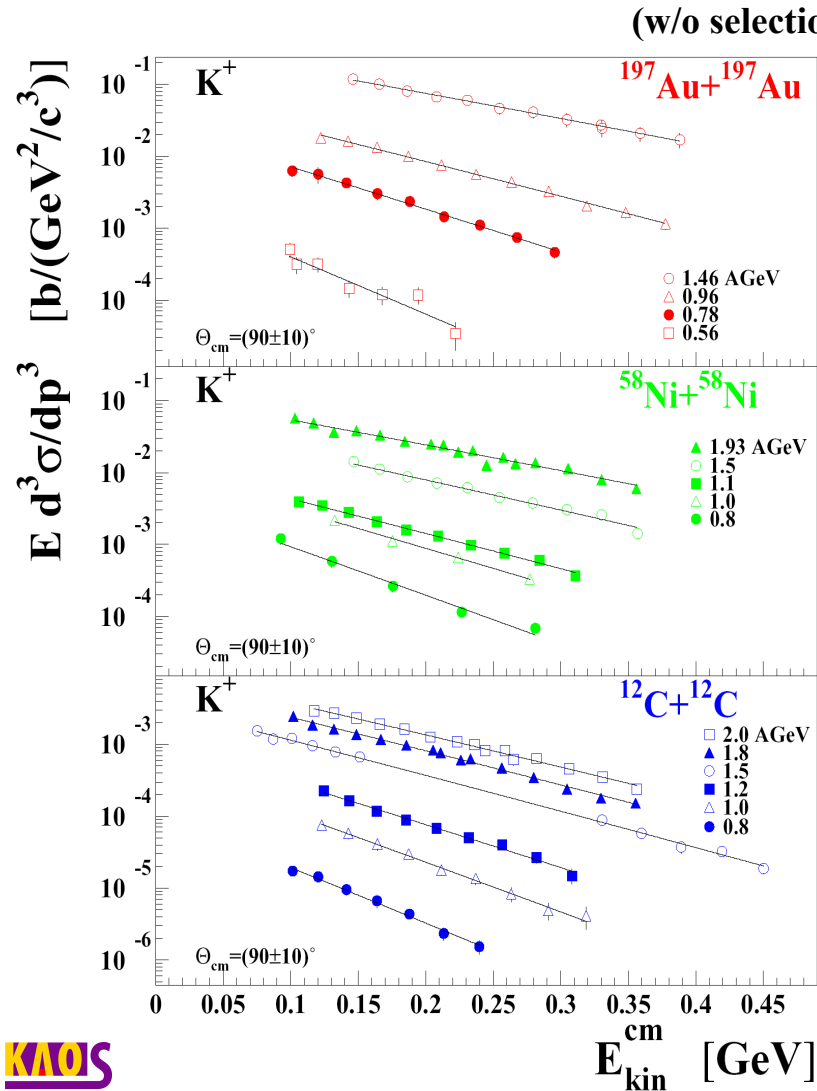 (w/o selectio
E d³σ/dp³ [b/(GeV²/c³)]
K⁺
¹⁹⁷Au+¹⁹⁷Au
10⁻¹
10⁻²
10⁻³
10⁻⁴
1.46 AGeV
0.96
0.78
0.56
Θcm=(90±10)°
K⁺
⁵⁸Ni+⁵⁸Ni
10⁻¹
10⁻²
10⁻³
10⁻⁴
1.93 AGeV
1.5
1.1
1.0
0.8
Θcm=(90±10)°
K⁺
¹²C+¹²C
10⁻³
10⁻⁴
10⁻⁵
10⁻⁶
2.0 AGeV
1.8
1.5
1.2
1.0
0.8
Θcm=(90±10)°
0 0.05 0.1 0.15 0.2 0.25 0.3 0.35 0.4 0.45
E cm kin [GeV]
KAOS